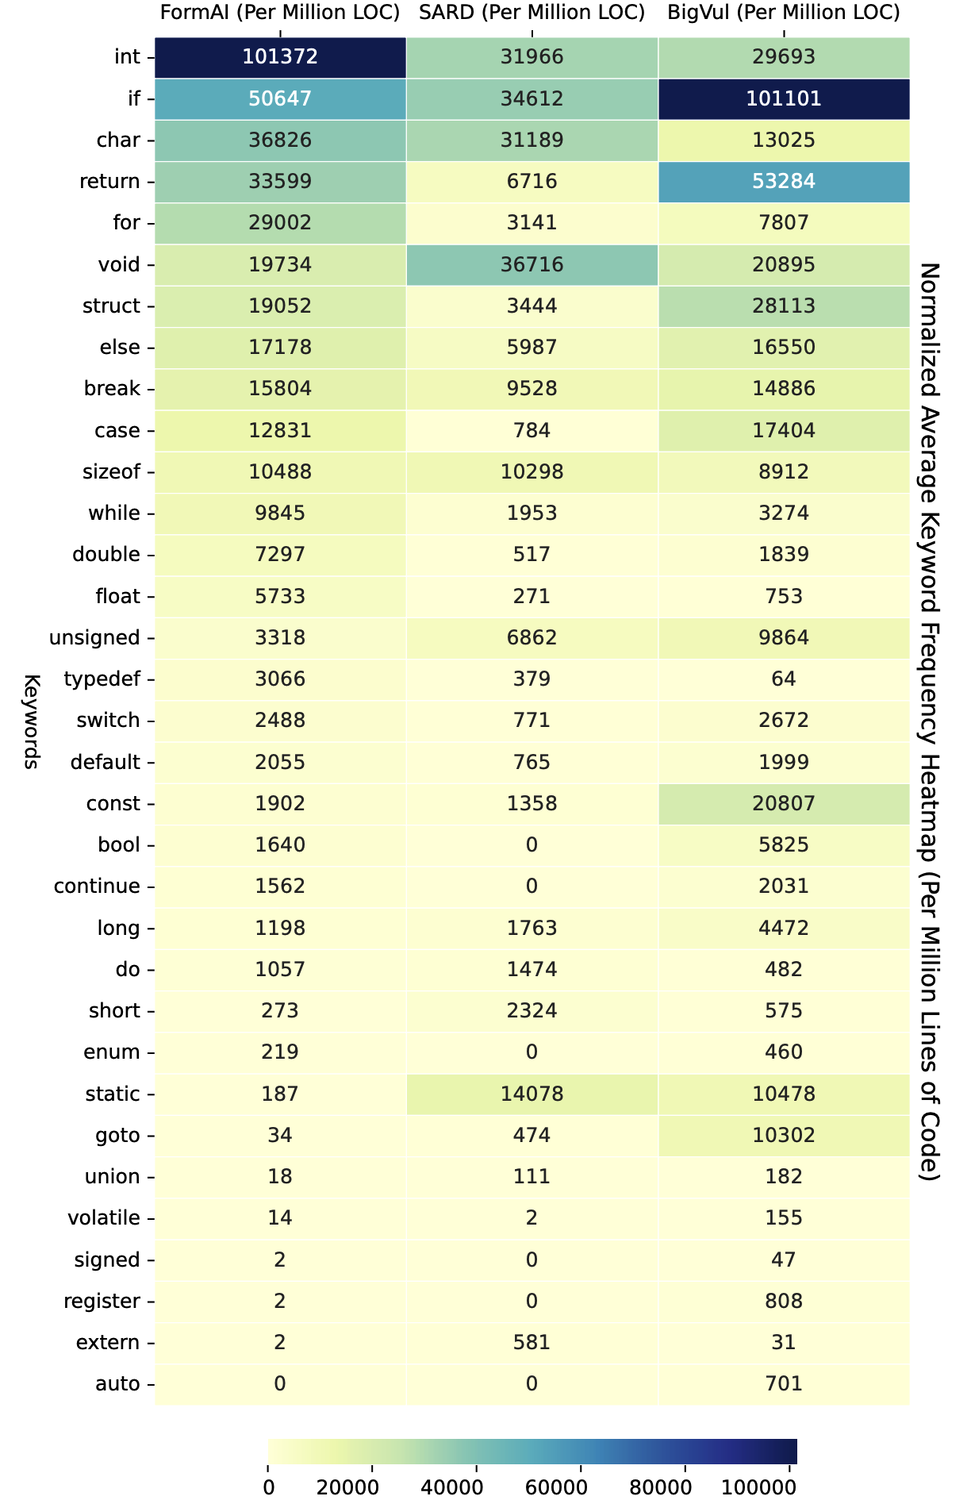 FormAI (Per Million LOC) SARD (Per Million LOC) BigVul (Per Million LOC)
int 101372 31966 29693
if 50647 34612 101101
char 36826 31189 13025
return 33599 6716 53284
for 29002 3141 7807
void 19734 36716 20895
struct 19052 3444 28113
else 17178 5987 16550
break 15804 9528 14886
case 12831 784 17404
sizeof 10488 10298 8912
while 9845 1953 3274
double 7297 517 1839
float 5733 271 753
unsigned 3318 6862 9864
typedef 3066 379 64
switch 2488 771 2672
default 2055 765 1999
const 1902 1358 20807
bool 1640 0 5825
continue 1562 0 2031
long 1198 1763 4472
do 1057 1474 482
short 273 2324 575
enum 219 0 460
static 187 14078 10478
goto 34 474 10302
union 18 111 182
volatile 14 2 155
signed 2 0 47
register 2 0 808
extern 2 581 31
auto 0 0 701
Keywords
Normalized Average Keyword Frequency Heatmap (Per Million Lines of Code)
0 20000 40000 60000 80000 100000